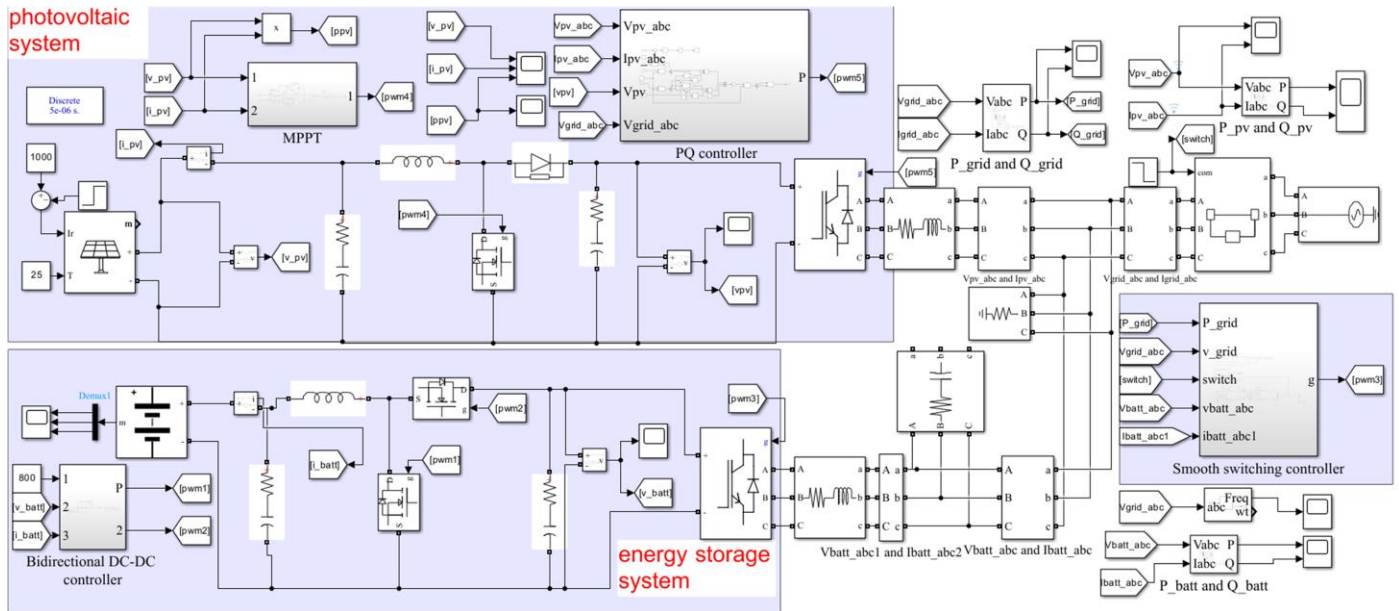 photovoltaic
system
x
[ppv]
[v_pv]
[i_pv]
1
2
1
[pwm4]
MPPT
Discrete
5e-06 s.
[v_pv]
[i_pv]
[ppv]
Vpv_abc
Ipv_abc
[vpv]
Vgrid_abc
Vpv_abc
Ipv_abc
Vpv
Vgrid_abc
P
[pwm5]
PQ controller
Vgrid_abc
Igrid_abc
Vabc
Iabc
P
Q
[P_grid]
[Q_grid]
P_grid and Q_grid
Vpv_abc
Ipv_abc
Vabc
Iabc
P
Q
P_pv and Q_pv
[i_pv]
1000
25
Ir
T
m
+
-
i
+
-
+
-
v
[v_pv]
[pwm4]
g
D
S
+
-
v
[vpv]
g
+
-
A
B
C
[pwm5]
A
B
C
a
b
c
A
B
C
a
b
c
Vpv_abc and Ipv_abc
A
B
C
a
b
c
Vgrid_abc and Igrid_abc
[switch]
com
a
b
c
A
B
C
A
B
C
[P_grid]
Vgrid_abc
[switch]
Vbatt_abc
Ibatt_abc1
P_grid
v_grid
switch
vbatt_abc
ibatt_abc1
g
[pwm3]
Smooth switching controller
Demux1
m
+
-
i
+
-
[i_batt]
[pwm1]
g
D
S
S
D
g
[pwm2]
+
-
v
[v_batt]
[pwm3]
g
+
-
A
B
C
800
[v_batt]
[i_batt]
1
2
3
P
2
[pwm1]
[pwm2]
Bidirectional DC-DC
controller
energy storage
system
A
B
C
a
b
c
A
B
C
a
b
c
a
b
c
A
B
C
A
B
C
a
b
c
Vbatt_abc1 and Ibatt_abc2
Vbatt_abc and Ibatt_abc
Vgrid_abc
abc
Freq
wt
Vbatt_abc
Ibatt_abc
Vabc
Iabc
P
Q
P_batt and Q_batt